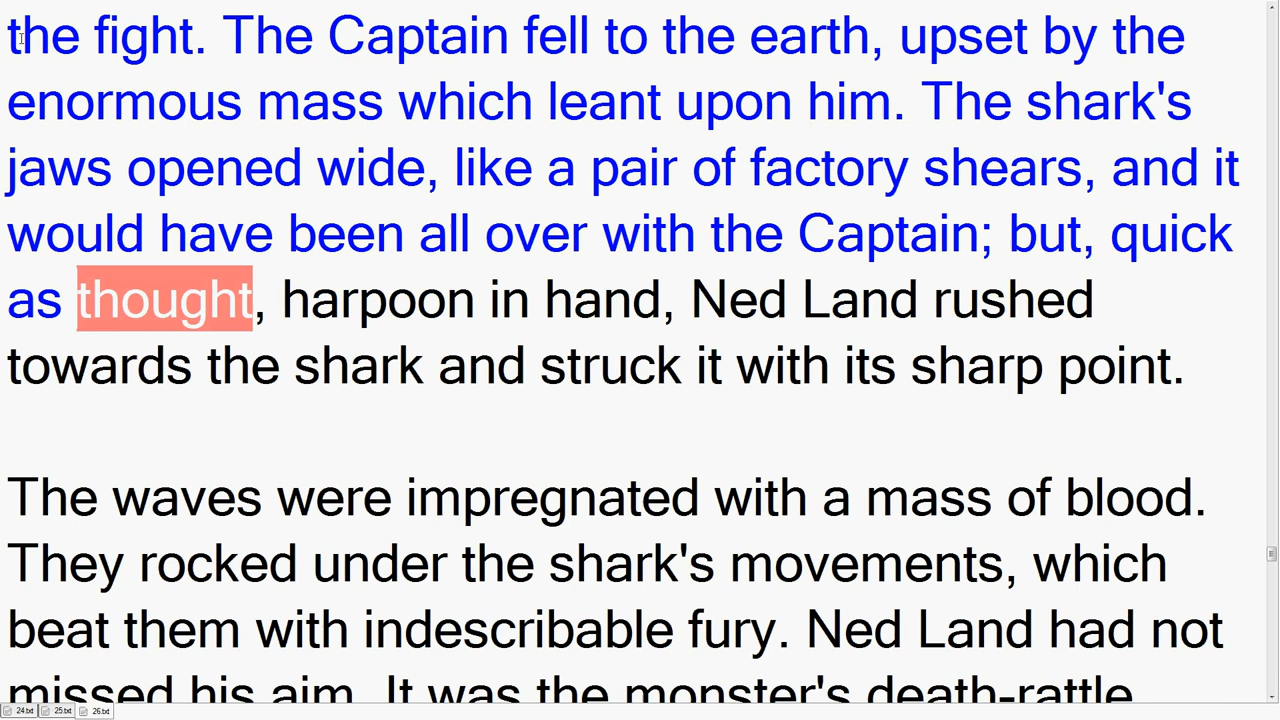 the fight. The Captain fell to the earth, upset by the
enormous mass which leant upon him. The shark's
jaws opened wide, like a pair of factory shears, and it
would have been all over with the Captain; but, quick
as thought, harpoon in hand, Ned Land rushed
towards the shark and struck it with its sharp point.
The waves were impregnated with a mass of blood.
They rocked under the shark's movements, which
beat them with indescribable fury. Ned Land had not
missed his aim. It was the monster's death-rattle.
24.txt 25.txt 26.txt